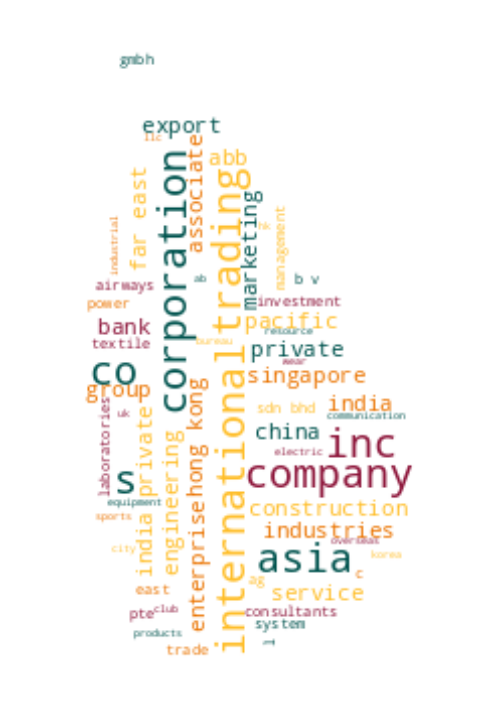 gmbh
export
llc
corporation
associate
abb
international trading
far east
marketing
management
hk
industrial
ab
b v
airways
investment
power
pacific
bank
resource
textile
bureau
private
wear
co
singapore
group
hong kong
sdn bhd
india
communication
uk
laboratories
india private
china
inc
engineering
electric
company
s
equipment
enterprise
construction
sports
industries
overseas
city
asia
korea
c
ag
east
service
pte
club
consultants
system
products
trade